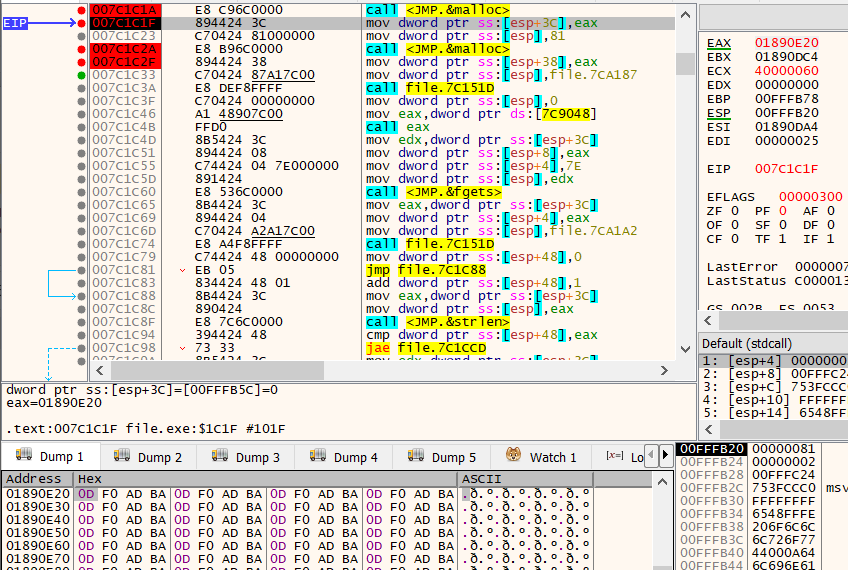 EIP
007C1C1A E8 C96C0000 call <JMP.&malloc>
007C1C1F 894424 3C mov dword ptr ss:[esp+3C],eax
007C1C23 C70424 81000000 mov dword ptr ss:[esp],81
007C1C2A E8 B96C0000 call <JMP.&malloc>
007C1C2F 894424 38 mov dword ptr ss:[esp+38],eax
007C1C33 C70424 87A17C00 mov dword ptr ss:[esp],file.7CA187
007C1C3A E8 DEF8FFFF call file.7C151D
007C1C3F C70424 00000000 mov dword ptr ss:[esp],0
007C1C46 A1 48907C00 mov eax,dword ptr ds:[7C9048]
007C1C4B FFD0 call eax
007C1C4D 8B5424 3C mov edx,dword ptr ss:[esp+3C]
007C1C51 894424 08 mov dword ptr ss:[esp+8],eax
007C1C55 C74424 04 7E000000 mov dword ptr ss:[esp+4],7E
007C1C5D 891424 mov dword ptr ss:[esp],edx
007C1C60 E8 536C0000 call <JMP.&fgets>
007C1C65 8B4424 3C mov eax,dword ptr ss:[esp+3C]
007C1C69 894424 04 mov dword ptr ss:[esp+4],eax
007C1C6D C70424 A2A17C00 mov dword ptr ss:[esp],file.7CA1A2
007C1C74 E8 A4F8FFFF call file.7C151D
007C1C79 C74424 48 00000000 mov dword ptr ss:[esp+48],0
007C1C81 EB 05 jmp file.7C1C88
007C1C83 834424 48 01 add dword ptr ss:[esp+48],1
007C1C88 8B4424 3C mov eax,dword ptr ss:[esp+3C]
007C1C8C 890424 mov dword ptr ss:[esp],eax
007C1C8F E8 7C6C0000 call <JMP.&strlen>
007C1C94 394424 48 cmp dword ptr ss:[esp+48],eax
007C1C98 73 33 jae file.7C1CCD
EAX 01890E20
EBX 01890DC4
ECX 40000060
EDX 00000000
EBP 00FFFB78
ESP 00FFFB20
ESI 01890DA4
EDI 00000025
EIP 007C1C1F
EFLAGS 00000300
ZF 0 PF 0 AF 0
OF 0 SF 0 DF 0
CF 0 TF 1 IF 1
LastError 0000007
LastStatus C000013
GS 002B ES 0053
Default (stdcall)
1: [esp+4] 0000000
2: [esp+8] 00FFFC24
3: [esp+C] 753FCCC0
4: [esp+10] FFFFFFF
5: [esp+14] 6548FFF
dword ptr ss:[esp+3C]=[00FFFB5C]=0
eax=01890E20
.text:007C1C1F file.exe:$1C1F #101F
Dump 1 Dump 2 Dump 3 Dump 4 Dump 5 Watch 1 [x=] Lo
Address Hex ASCII
01890E20 0D F0 AD BA 0D F0 AD BA 0D F0 AD BA 0D F0 AD BA .ð.º.ð.º.ð.º.ð.º
01890E30 0D F0 AD BA 0D F0 AD BA 0D F0 AD BA 0D F0 AD BA .ð.º.ð.º.ð.º.ð.º
01890E40 0D F0 AD BA 0D F0 AD BA 0D F0 AD BA 0D F0 AD BA .ð.º.ð.º.ð.º.ð.º
01890E50 0D F0 AD BA 0D F0 AD BA 0D F0 AD BA 0D F0 AD BA .ð.º.ð.º.ð.º.ð.º
01890E60 0D F0 AD BA 0D F0 AD BA 0D F0 AD BA 0D F0 AD BA .ð.º.ð.º.ð.º.ð.º
01890E70 0D F0 AD BA 0D F0 AD BA 0D F0 AD BA 0D F0 AD BA .ð.º.ð.º.ð.º.ð.º
00FFFB20 00000081
00FFFB24 00000002
00FFFB28 00FFFC24
00FFFB2C 753FCCC0 msv
00FFFB30 FFFFFFFE
00FFFB34 6548FFFE
00FFFB38 206F6C6C
00FFFB3C 6C726F77
00FFFB40 44000A64
00FFFB44 6C696E61